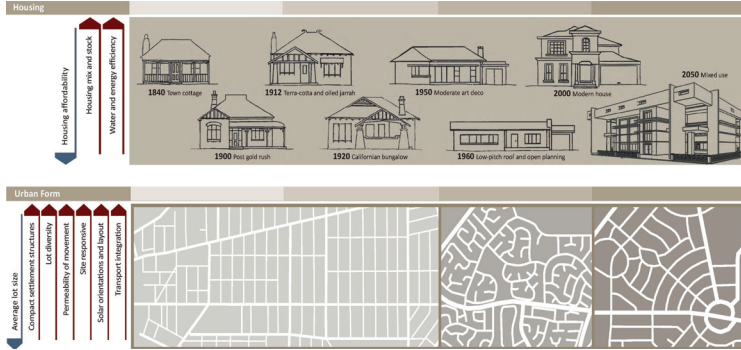 Housing
Housing affordability
Housing mix and stock
Water and energy efficiency
1840 Town cottage
1912 Terra-cotta and oiled jarrah
1950 Moderate art deco
2000 Modern house
2050 Mixed use
1900 Post gold rush
1920 Californian bungalow
1960 Low-pitch roof and open planning
Urban Form
Average lot size
Compact settlement structures
Lot diversity
Permeability of movement
Site responsive
Solar orientations and layout
Transport integration